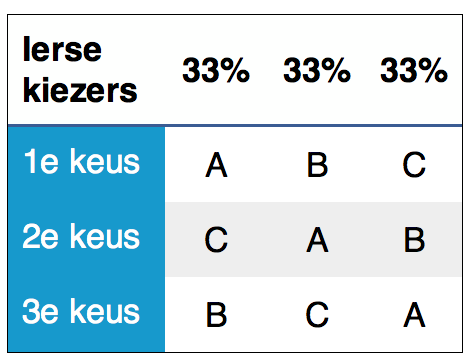 Ierse
kiezers 33% 33% 33%
1e keus A B C
2e keus C A B
3e keus B C A